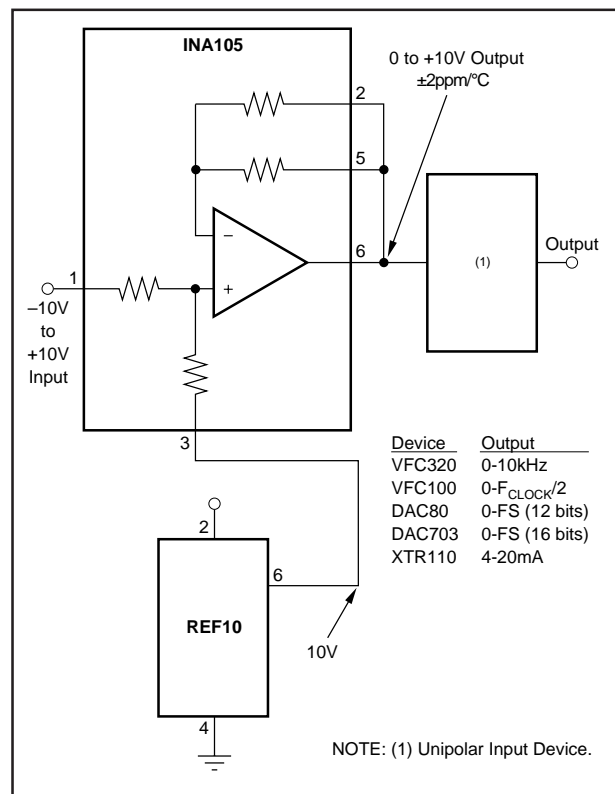 INA105
0 to +10V Output
±2ppm/°C
2
5
6
1
–10V
to
+10V
Input
–
+
(1)
Output
3
Device Output
VFC320 0-10kHz
VFC100 0-FCLOCK/2
DAC80 0-FS (12 bits)
DAC703 0-FS (16 bits)
XTR110 4-20mA
2
6
REF10
10V
4
NOTE: (1) Unipolar Input Device.